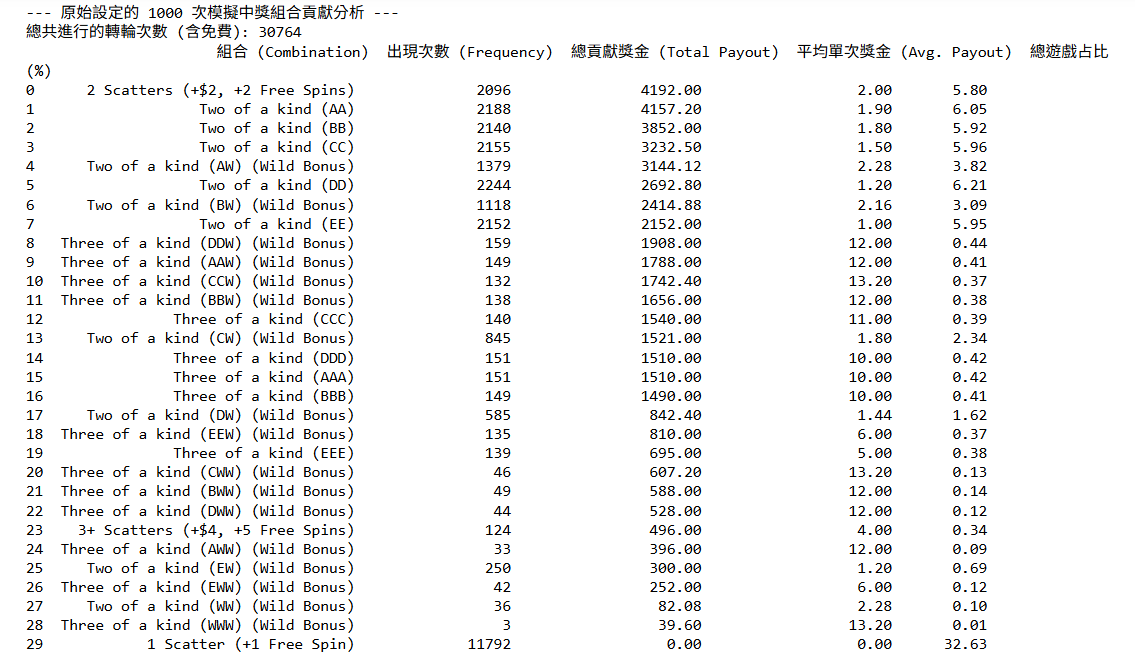 --- 原始設定的 1000 次模擬中獎組合貢獻分析 ---
總共進行的轉輪次數 (含免費): 30764
組合 (Combination) 出現次數 (Frequency) 總貢獻獎金 (Total Payout) 平均單次獎金 (Avg. Payout) 總遊戲占比
(%)
0 2 Scatters (+$2, +2 Free Spins) 2096 4192.00 2.00 5.80
1 Two of a kind (AA) 2188 4157.20 1.90 6.05
2 Two of a kind (BB) 2140 3852.00 1.80 5.92
3 Two of a kind (CC) 2155 3232.50 1.50 5.96
4 Two of a kind (AW) (Wild Bonus) 1379 3144.12 2.28 3.82
5 Two of a kind (DD) 2244 2692.80 1.20 6.21
6 Two of a kind (BW) (Wild Bonus) 1118 2414.88 2.16 3.09
7 Two of a kind (EE) 2152 2152.00 1.00 5.95
8 Three of a kind (DDW) (Wild Bonus) 159 1908.00 12.00 0.44
9 Three of a kind (AAW) (Wild Bonus) 149 1788.00 12.00 0.41
10 Three of a kind (CCW) (Wild Bonus) 132 1742.40 13.20 0.37
11 Three of a kind (BBW) (Wild Bonus) 138 1656.00 12.00 0.38
12 Three of a kind (CCC) 140 1540.00 11.00 0.39
13 Two of a kind (CW) (Wild Bonus) 845 1521.00 1.80 2.34
14 Three of a kind (DDD) 151 1510.00 10.00 0.42
15 Three of a kind (AAA) 151 1510.00 10.00 0.42
16 Three of a kind (BBB) 149 1490.00 10.00 0.41
17 Two of a kind (DW) (Wild Bonus) 585 842.40 1.44 1.62
18 Three of a kind (EEW) (Wild Bonus) 135 810.00 6.00 0.37
19 Three of a kind (EEE) 139 695.00 5.00 0.38
20 Three of a kind (CWW) (Wild Bonus) 46 607.20 13.20 0.13
21 Three of a kind (BWW) (Wild Bonus) 49 588.00 12.00 0.14
22 Three of a kind (DWW) (Wild Bonus) 44 528.00 12.00 0.12
23 3+ Scatters (+$4, +5 Free Spins) 124 496.00 4.00 0.34
24 Three of a kind (AWW) (Wild Bonus) 33 396.00 12.00 0.09
25 Two of a kind (EW) (Wild Bonus) 250 300.00 1.20 0.69
26 Three of a kind (EWW) (Wild Bonus) 42 252.00 6.00 0.12
27 Two of a kind (WW) (Wild Bonus) 36 82.08 2.28 0.10
28 Three of a kind (WWW) (Wild Bonus) 3 39.60 13.20 0.01
29 1 Scatter (+1 Free Spin) 11792 0.00 0.00 32.63